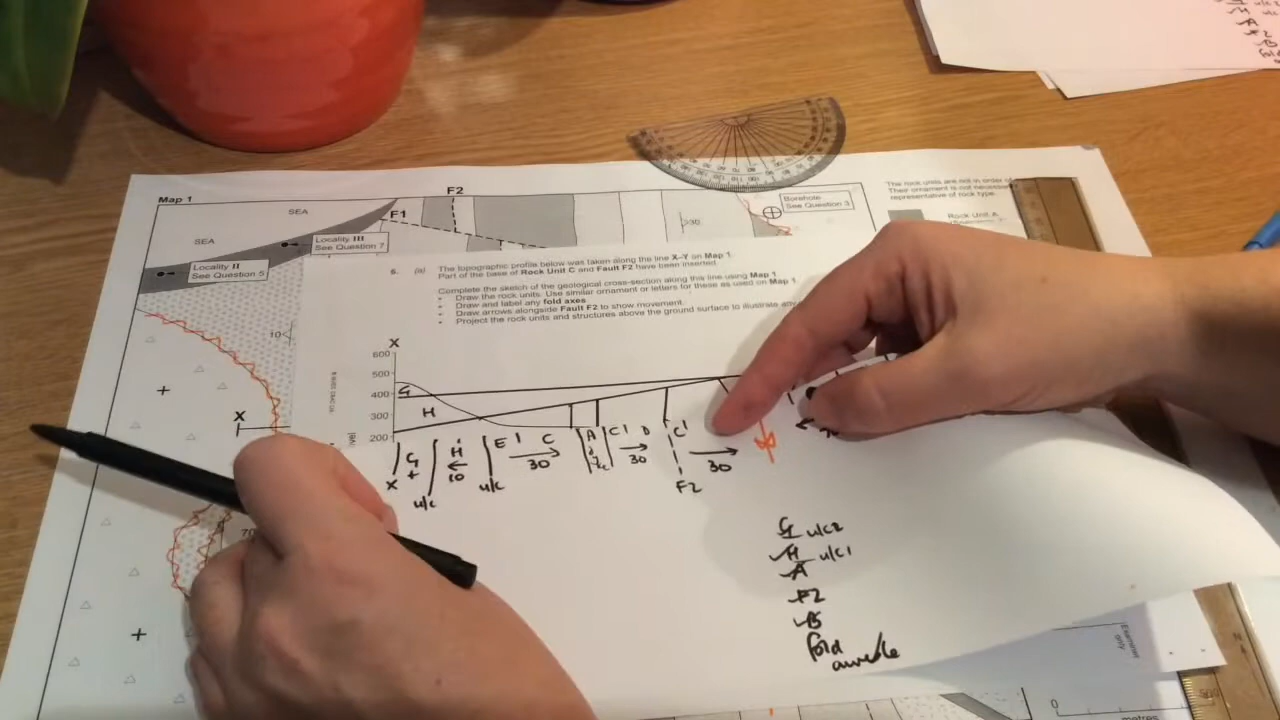 Map 1
SEA
SEA
F1
F2
Locality III
See Question 7
Locality II
See Question 5
30
Borehole
See Question 3
The rock units are not in order of
Their ornament is not necess
representative of rock type.
Rock Unit A
10
6. (a) The topographic profile below was taken along the line X–Y on Map 1.
Part of the base of Rock Unit C and Fault F2 have been inserted.
Complete the sketch of the geological cross-section along this line using Map 1.
• Draw the rock units. Use similar ornament or letters for these as used on Map 1
• Draw and label any fold axes
• Draw arrows alongside Fault F2 to show movement.
• Project the rock units and structures above the ground surface to illustrate
X
600
500
400
300
200
G
H
X
X
G
+
u/c
H
10
u/c
E
C
30
A
C
D
30
C
F2
30
70
G u/c2
H u/c1
A
F2
B
fold
Examiner
only
0
metres